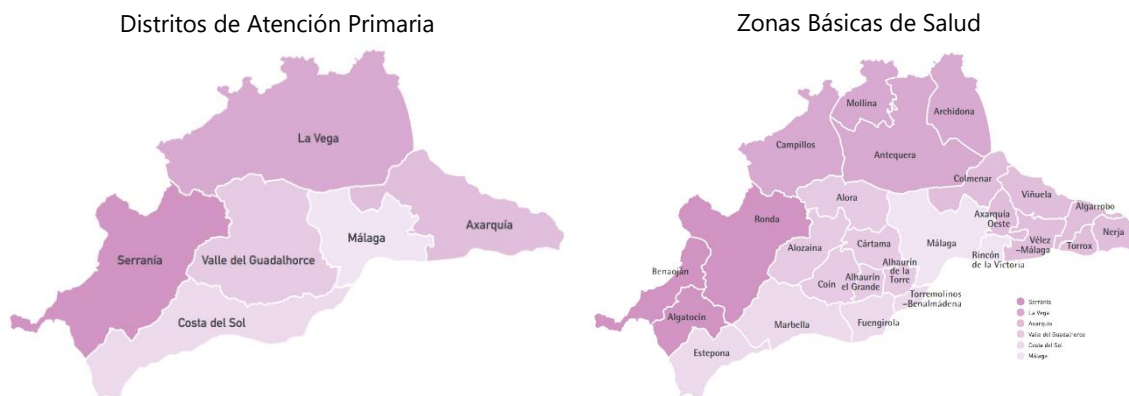 Distritos de Atención Primaria
La Vega
Axarquía
Málaga
Serranía
Valle del Guadalhorce
Costa del Sol
Zonas Básicas de Salud
Mollina
Archidona
Campillos
Antequera
Colmenar
Viñuela
Alora
Algarrobo
Ronda
Axarquía
Oeste
Nerja
Alozaina
Cártama
Málaga
Vélez
–Málaga
Torrox
Rincón
de la Victoria
Benaoján
Alhaurín
de la
Torre
Coín
Alhaurín
el Grande
Torremolinos
–Benalmádena
Algatocín
Marbella
Fuengirola
Estepona
Serranía
La Vega
Axarquía
Valle del Guadalhorce
Costa del Sol
Málaga